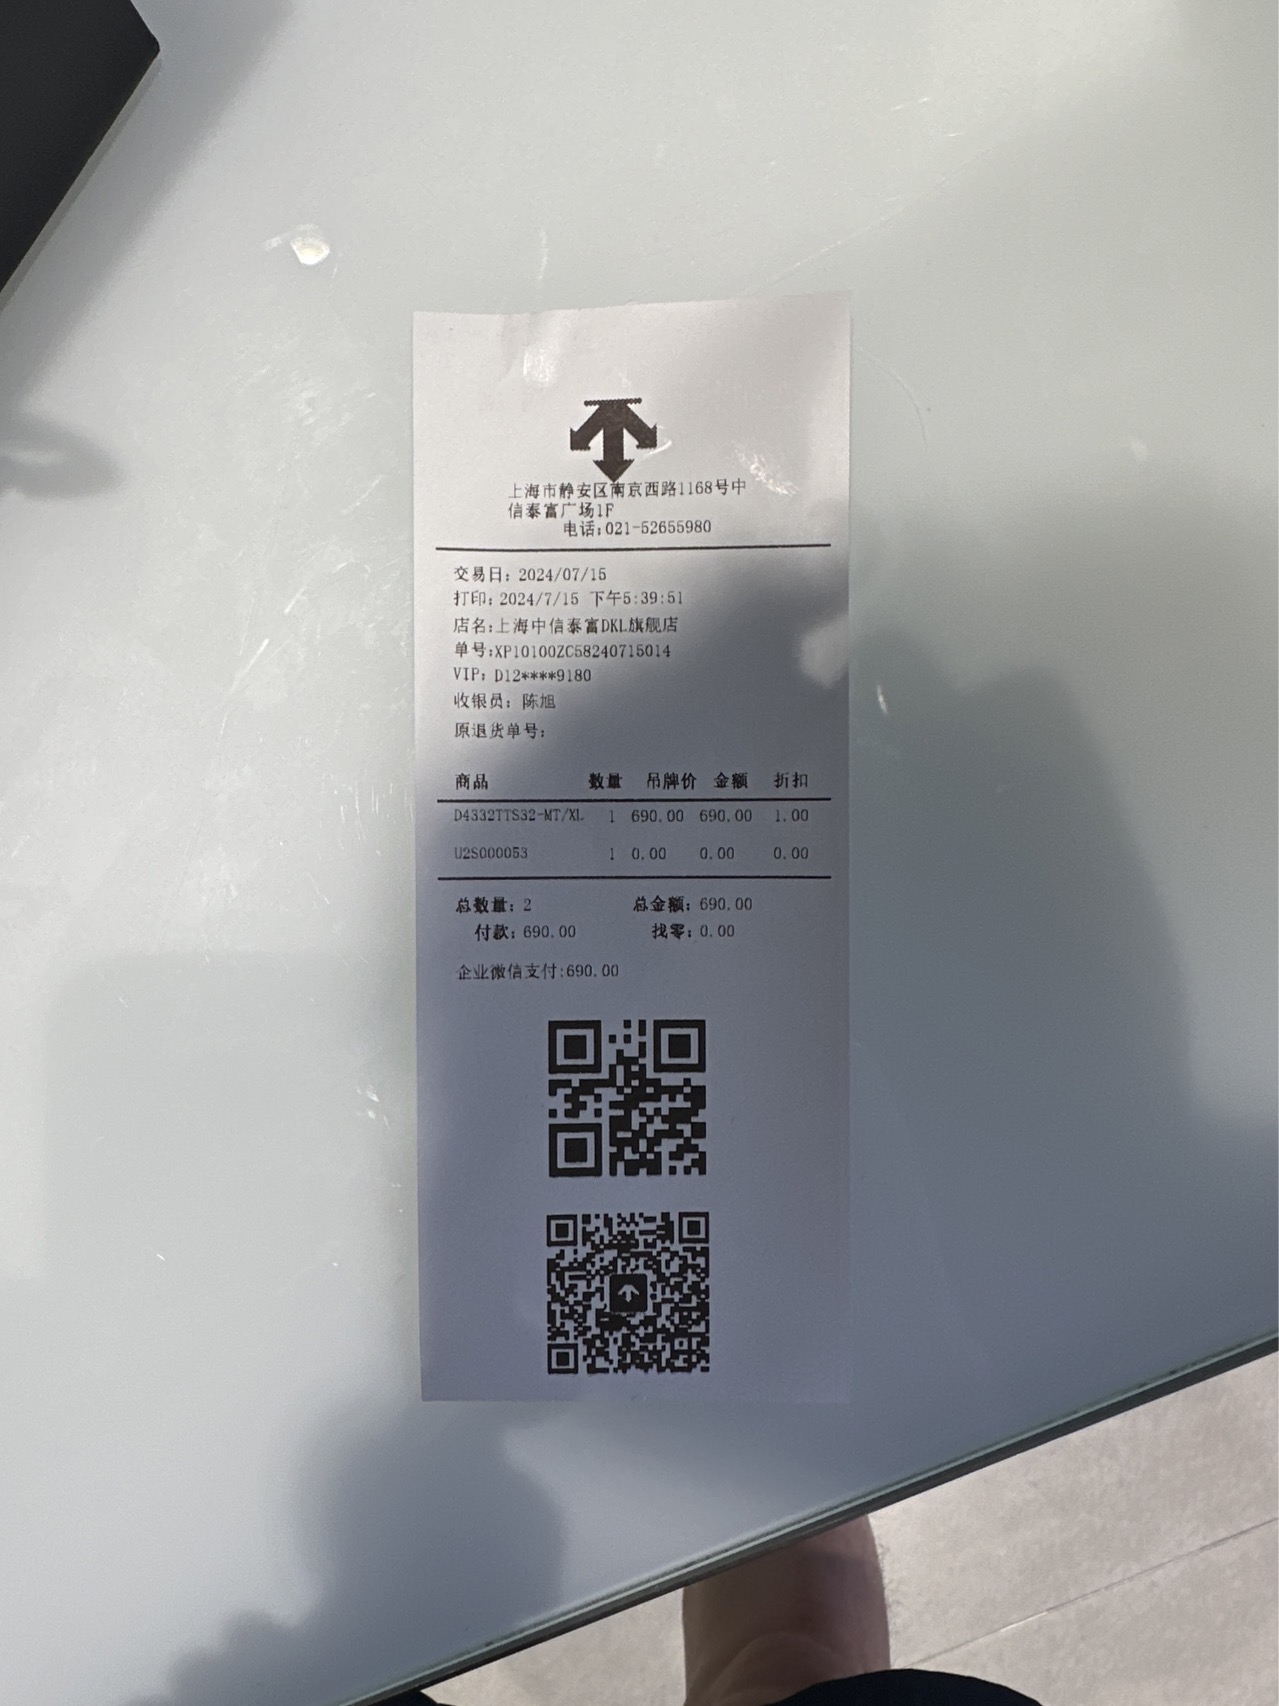 上海市静安区南京西路1168号中
信泰富广场1F
电话:021-52655980
交易日: 2024/07/15
打印: 2024/7/15 下午5:39:51
店名:上海中信泰富DKL旗舰店
单号:XP10100ZC58240715014
VIP: D12****9180
收银员: 陈旭
原退货单号:
商品 数量 吊牌价 金额 折扣
D4332TTS32-MT/XL 1 690.00 690.00 1.00
U2S000053 1 0.00 0.00 0.00
总数量: 2 总金额: 690.00
付款: 690.00 找零: 0.00
企业微信支付:690.00